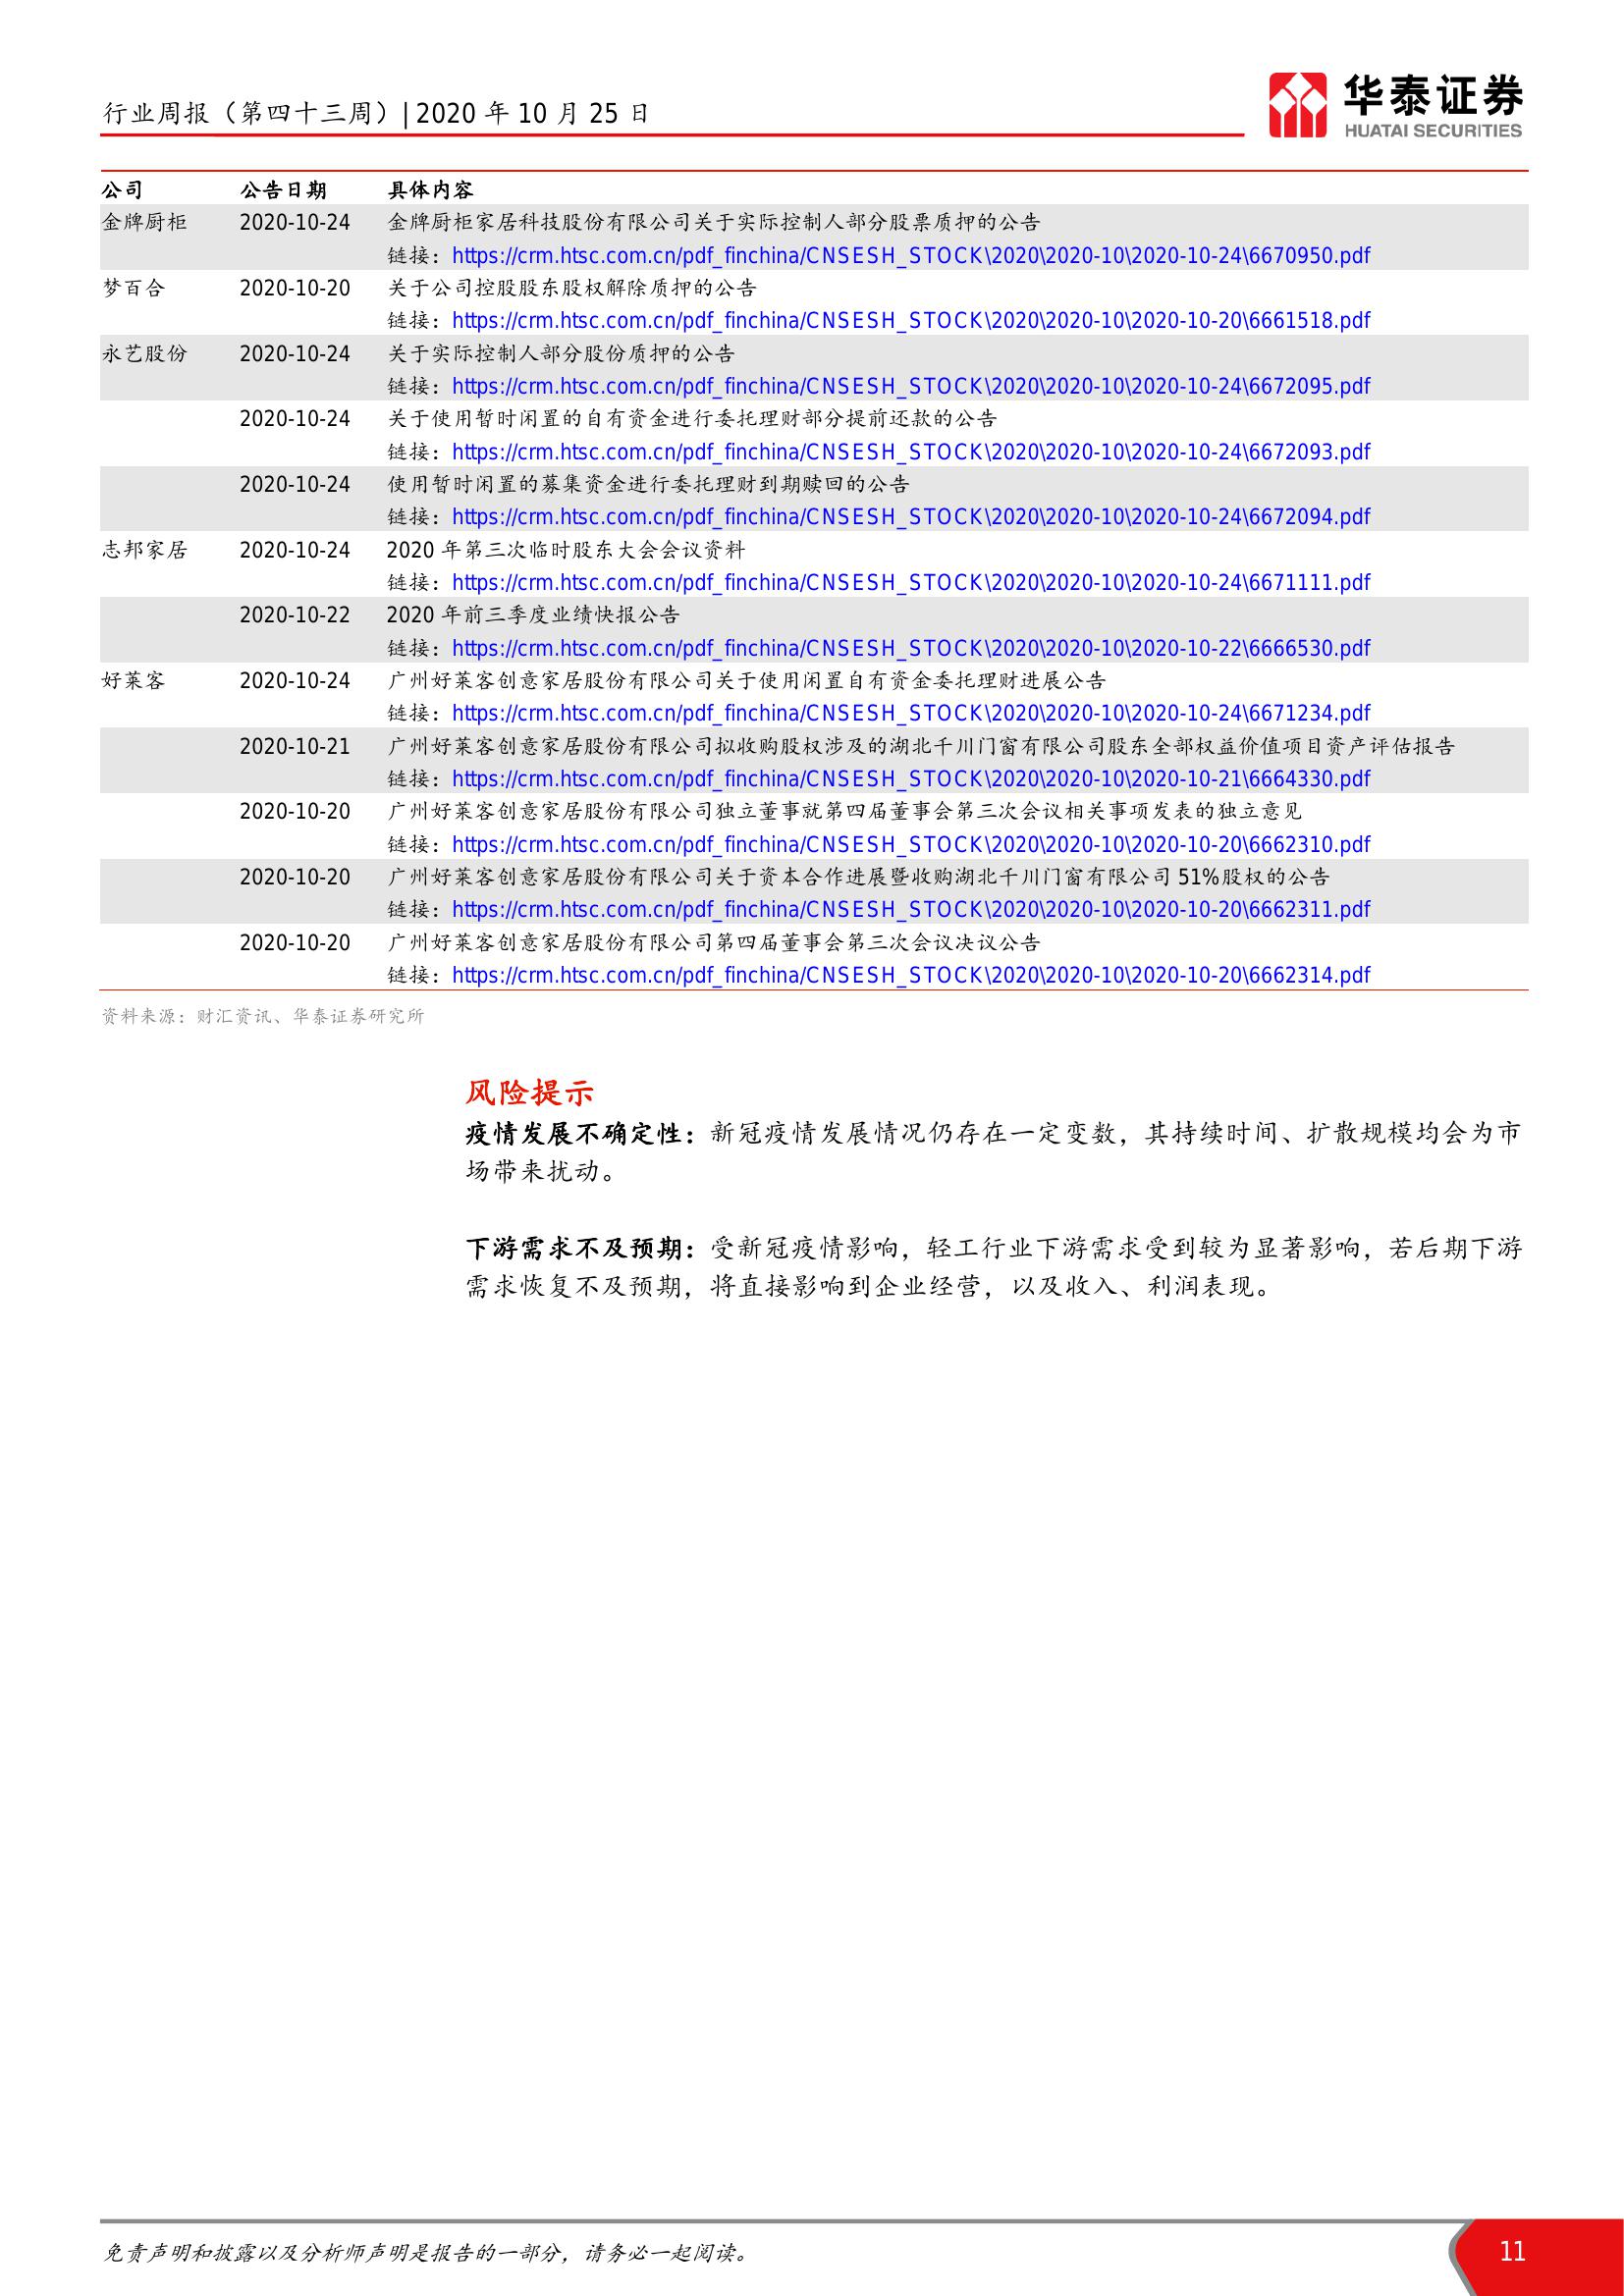 行业周报（第四十三周）| 2020 年 10 月 25 日
华泰证券
HUATAI SECURITIES
公司 公告日期 具体内容
金牌厨柜 2020-10-24 金牌厨柜家居科技股份有限公司关于实际控制人部分股票质押的公告
链接：https://crm.htsc.com.cn/pdf_finchina/CNSESH_STOCK\2020\2020-10\2020-10-24\6670950.pdf
梦百合 2020-10-20 关于公司控股股东股权解除质押的公告
链接：https://crm.htsc.com.cn/pdf_finchina/CNSESH_STOCK\2020\2020-10\2020-10-20\6661518.pdf
永艺股份 2020-10-24 关于实际控制人部分股份质押的公告
链接：https://crm.htsc.com.cn/pdf_finchina/CNSESH_STOCK\2020\2020-10\2020-10-24\6672095.pdf
2020-10-24 关于使用暂时闲置的自有资金进行委托理财部分提前还款的公告
链接：https://crm.htsc.com.cn/pdf_finchina/CNSESH_STOCK\2020\2020-10\2020-10-24\6672093.pdf
2020-10-24 使用暂时闲置的募集资金进行委托理财到期赎回的公告
链接：https://crm.htsc.com.cn/pdf_finchina/CNSESH_STOCK\2020\2020-10\2020-10-24\6672094.pdf
志邦家居 2020-10-24 2020 年第三次临时股东大会会议资料
链接：https://crm.htsc.com.cn/pdf_finchina/CNSESH_STOCK\2020\2020-10\2020-10-24\6671111.pdf
2020-10-22 2020 年前三季度业绩快报公告
链接：https://crm.htsc.com.cn/pdf_finchina/CNSESH_STOCK\2020\2020-10\2020-10-22\6666530.pdf
好莱客 2020-10-24 广州好莱客创意家居股份有限公司关于使用闲置自有资金委托理财进展公告
链接：https://crm.htsc.com.cn/pdf_finchina/CNSESH_STOCK\2020\2020-10\2020-10-24\6671234.pdf
2020-10-21 广州好莱客创意家居股份有限公司拟收购股权涉及的湖北千川门窗有限公司股东全部权益价值项目资产评估报告
链接：https://crm.htsc.com.cn/pdf_finchina/CNSESH_STOCK\2020\2020-10\2020-10-21\6664330.pdf
2020-10-20 广州好莱客创意家居股份有限公司独立董事就第四届董事会第三次会议相关事项发表的独立意见
链接：https://crm.htsc.com.cn/pdf_finchina/CNSESH_STOCK\2020\2020-10\2020-10-20\6662310.pdf
2020-10-20 广州好莱客创意家居股份有限公司关于资本合作进展暨收购湖北千川门窗有限公司 51%股权的公告
链接：https://crm.htsc.com.cn/pdf_finchina/CNSESH_STOCK\2020\2020-10\2020-10-20\6662311.pdf
2020-10-20 广州好莱客创意家居股份有限公司第四届董事会第三次会议决议公告
链接：https://crm.htsc.com.cn/pdf_finchina/CNSESH_STOCK\2020\2020-10\2020-10-20\6662314.pdf
资料来源：财汇资讯、华泰证券研究所
风险提示
疫情发展不确定性：新冠疫情发展情况仍存在一定变数，其持续时间、扩散规模均会为市
场带来扰动。
下游需求不及预期：受新冠疫情影响，轻工行业下游需求受到较为显著影响，若后期下游
需求恢复不及预期，将直接影响到企业经营，以及收入、利润表现。
免责声明和披露以及分析师声明是报告的一部分，请务必一起阅读。
11